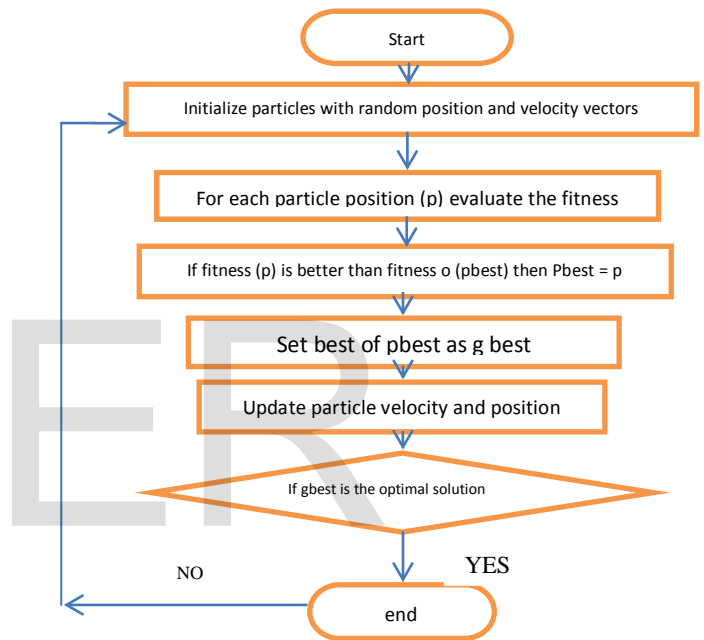 Start
Initialize particles with random position and velocity vectors
For each particle position (p) evaluate the fitness
If fitness (p) is better than fitness o (pbest) then Pbest = p
Set best of pbest as g best
Update particle velocity and position
If gbest is the optimal solution
YES
NO
end
ER